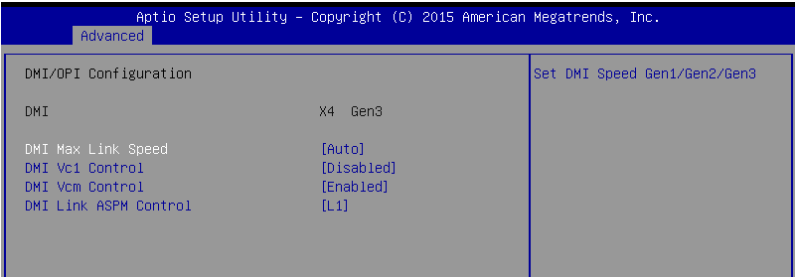 Aptio Setup Utility – Copyright (C) 2015 American Megatrends, Inc.
Advanced
DMI/OPI Configuration
Set DMI Speed Gen1/Gen2/Gen3
DMI X4 Gen3
DMI Max Link Speed [Auto]
DMI Vc1 Control [Disabled]
DMI Vcm Control [Enabled]
DMI Link ASPM Control [L1]